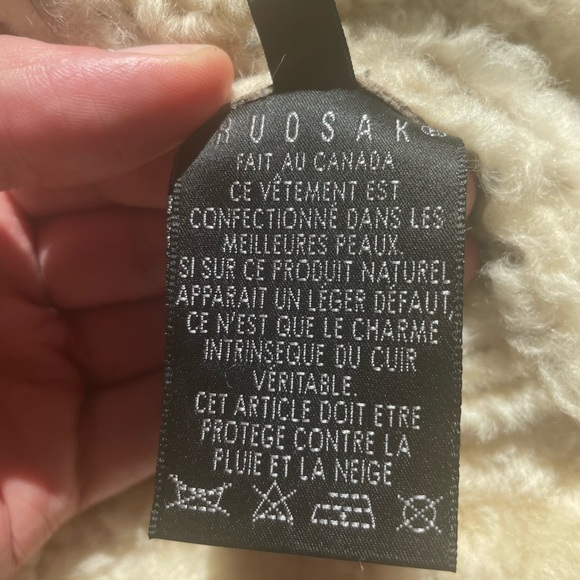 RUDSAK®
FAIT AU CANADA
CE VÊTEMENT EST
CONFECTIONNÉ DANS LES
MEILLEURES PEAUX.
SI SUR CE PRODUIT NATUREL
APPARAIT UN LÉGER DÉFAUT,
CE N'EST QUE LE CHARME
INTRINSEQUE DU CUIR
VÉRITABLE.
CET ARTICLE DOIT ETRE
PROTEGE CONTRE LA
PLUIE ET LA NEIGE